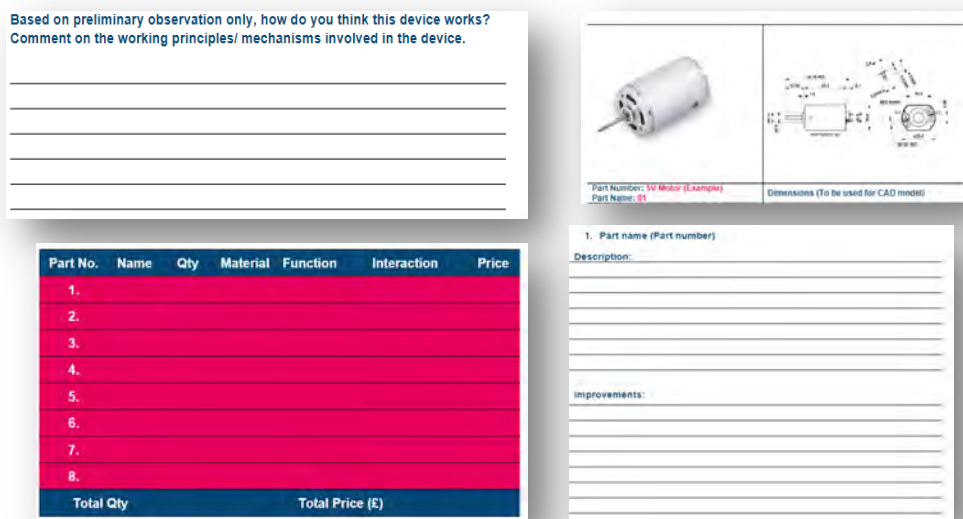 Based on preliminary observation only, how do you think this device works?
Comment on the working principles/ mechanisms involved in the device.
Part Number: 5V Motor (Example)
Part Name: 01
Dimensions (To be used for CAD model)
Part No. Name Qty Material Function Interaction Price
1.
2.
3.
4.
5.
6.
7.
8.
Total Qty Total Price (£)
1. Part name (Part number)
Description:
Improvements: